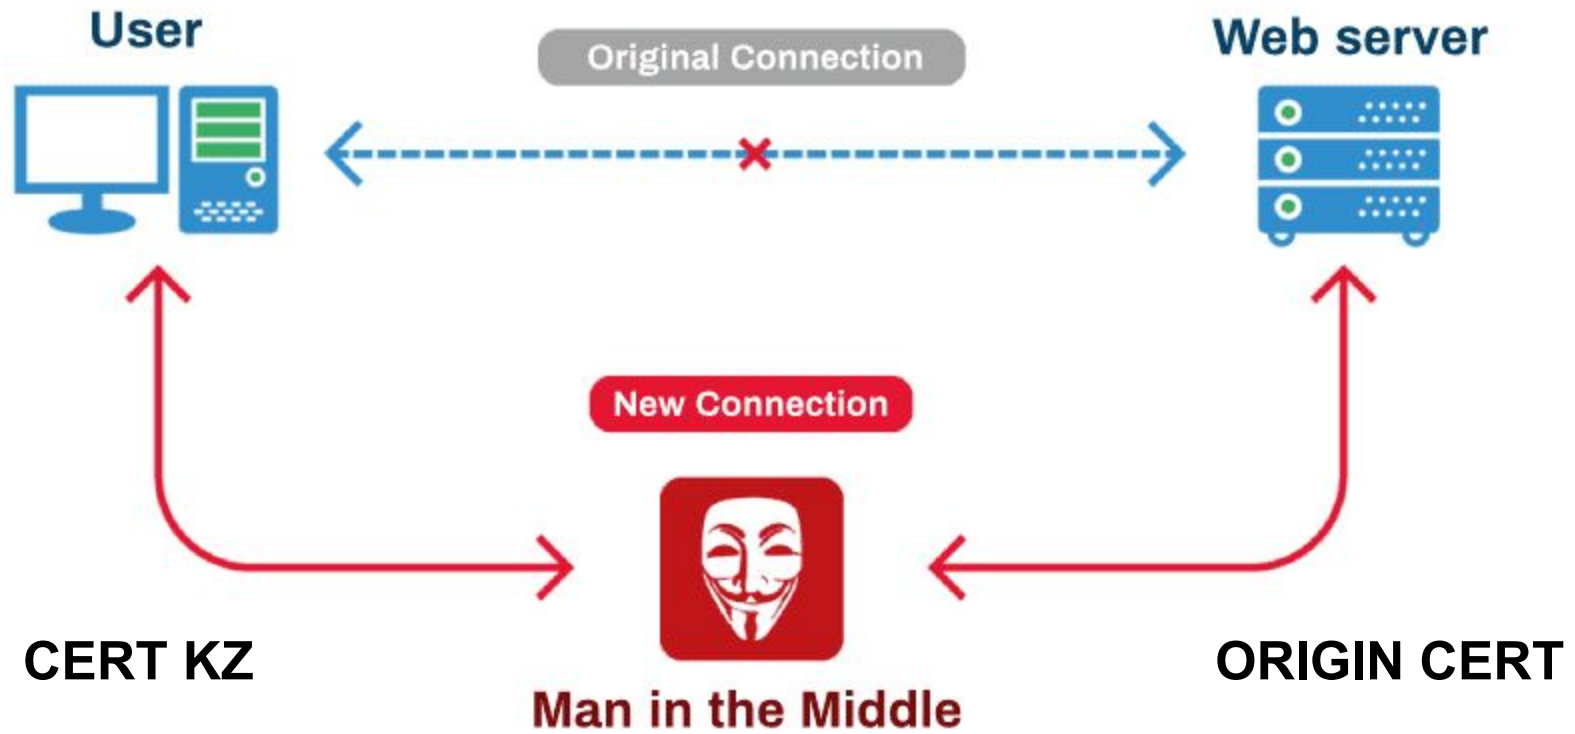 User
Original Connection
Web server
New Connection
CERT KZ
ORIGIN CERT
Man in the Middle